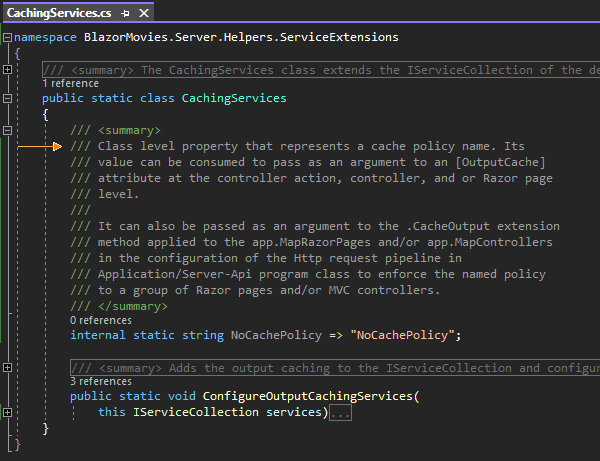 CachingServices.cs
namespace BlazorMovies.Server.Helpers.ServiceExtensions
{
/// <summary> The CachingServices class extends the IServiceCollection of the de
1 reference
public static class CachingServices
{
/// <summary>
/// Class level property that represents a cache policy name. Its
/// value can be consumed to pass as an argument to an [OutputCache]
/// attribute at the controller action, controller, and or Razor page
/// level.
///
/// It can also be passed as an argument to the .CacheOutput extension
/// method applied to the app.MapRazorPages and/or app.MapControllers
/// in the configuration of the Http request pipeline in
/// Application/Server-Api program class to enforce the named policy
/// to a group of Razor pages and/or MVC controllers.
/// </summary>
0 references
internal static string NoCachePolicy => "NoCachePolicy";
/// <summary> Adds the output caching to the IServiceCollection and configur
3 references
public static void ConfigureOutputCachingServices(
this IServiceCollection services)...
}
}